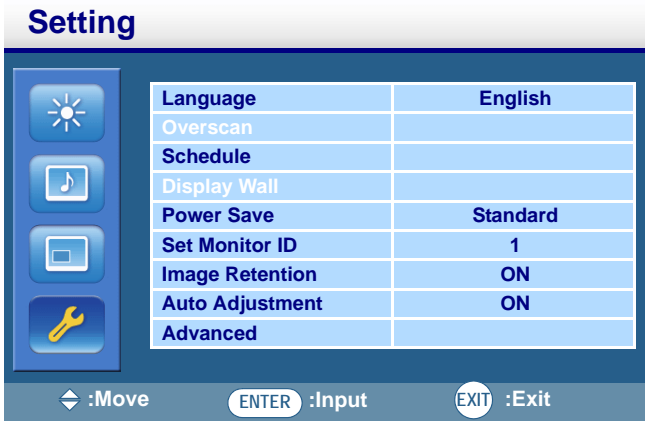 Setting
Language English
Overscan
Schedule
Display Wall
Power Save Standard
Set Monitor ID 1
Image Retention ON
Auto Adjustment ON
Advanced
:Move ENTER :Input EXIT :Exit